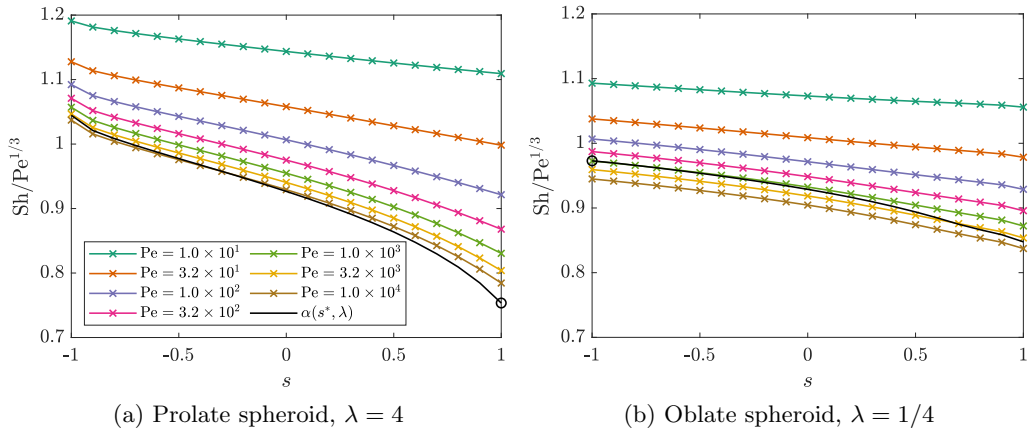 1.2
1.1
1
0.9
0.8
0.7
Sh/Pe^{1/3}
Pe = 1.0 × 10^1
Pe = 3.2 × 10^1
Pe = 1.0 × 10^2
Pe = 3.2 × 10^2
Pe = 1.0 × 10^3
Pe = 3.2 × 10^3
Pe = 1.0 × 10^4
α(s*, λ)
-1 -0.5 0 0.5 1
s
(a) Prolate spheroid, λ = 4
1.2
1.1
1
0.9
0.8
0.7
Sh/Pe^{1/3}
-1 -0.5 0 0.5 1
s
(b) Oblate spheroid, λ = 1/4